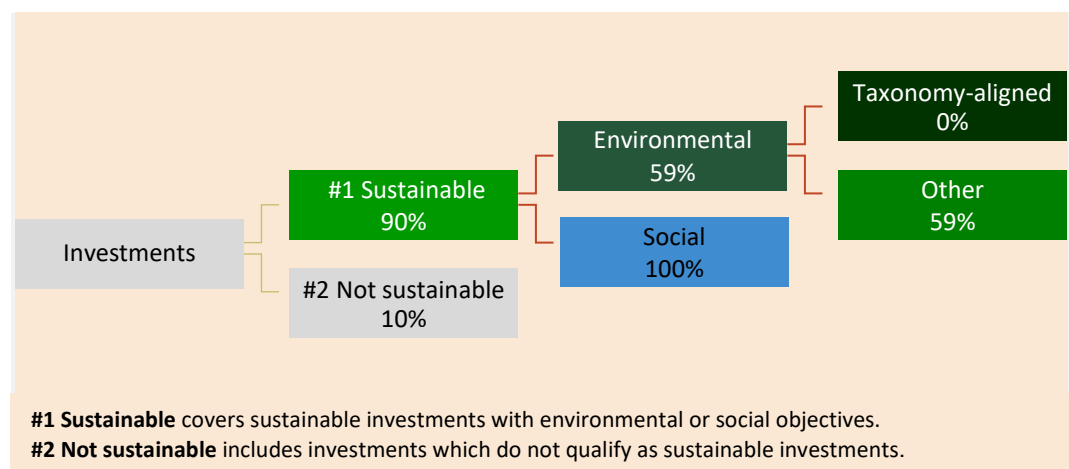 Investments
#1 Sustainable
90%
#2 Not sustainable
10%
Environmental
59%
Social
100%
Taxonomy-aligned
0%
Other
59%
#1 Sustainable covers sustainable investments with environmental or social objectives.
#2 Not sustainable includes investments which do not qualify as sustainable investments.